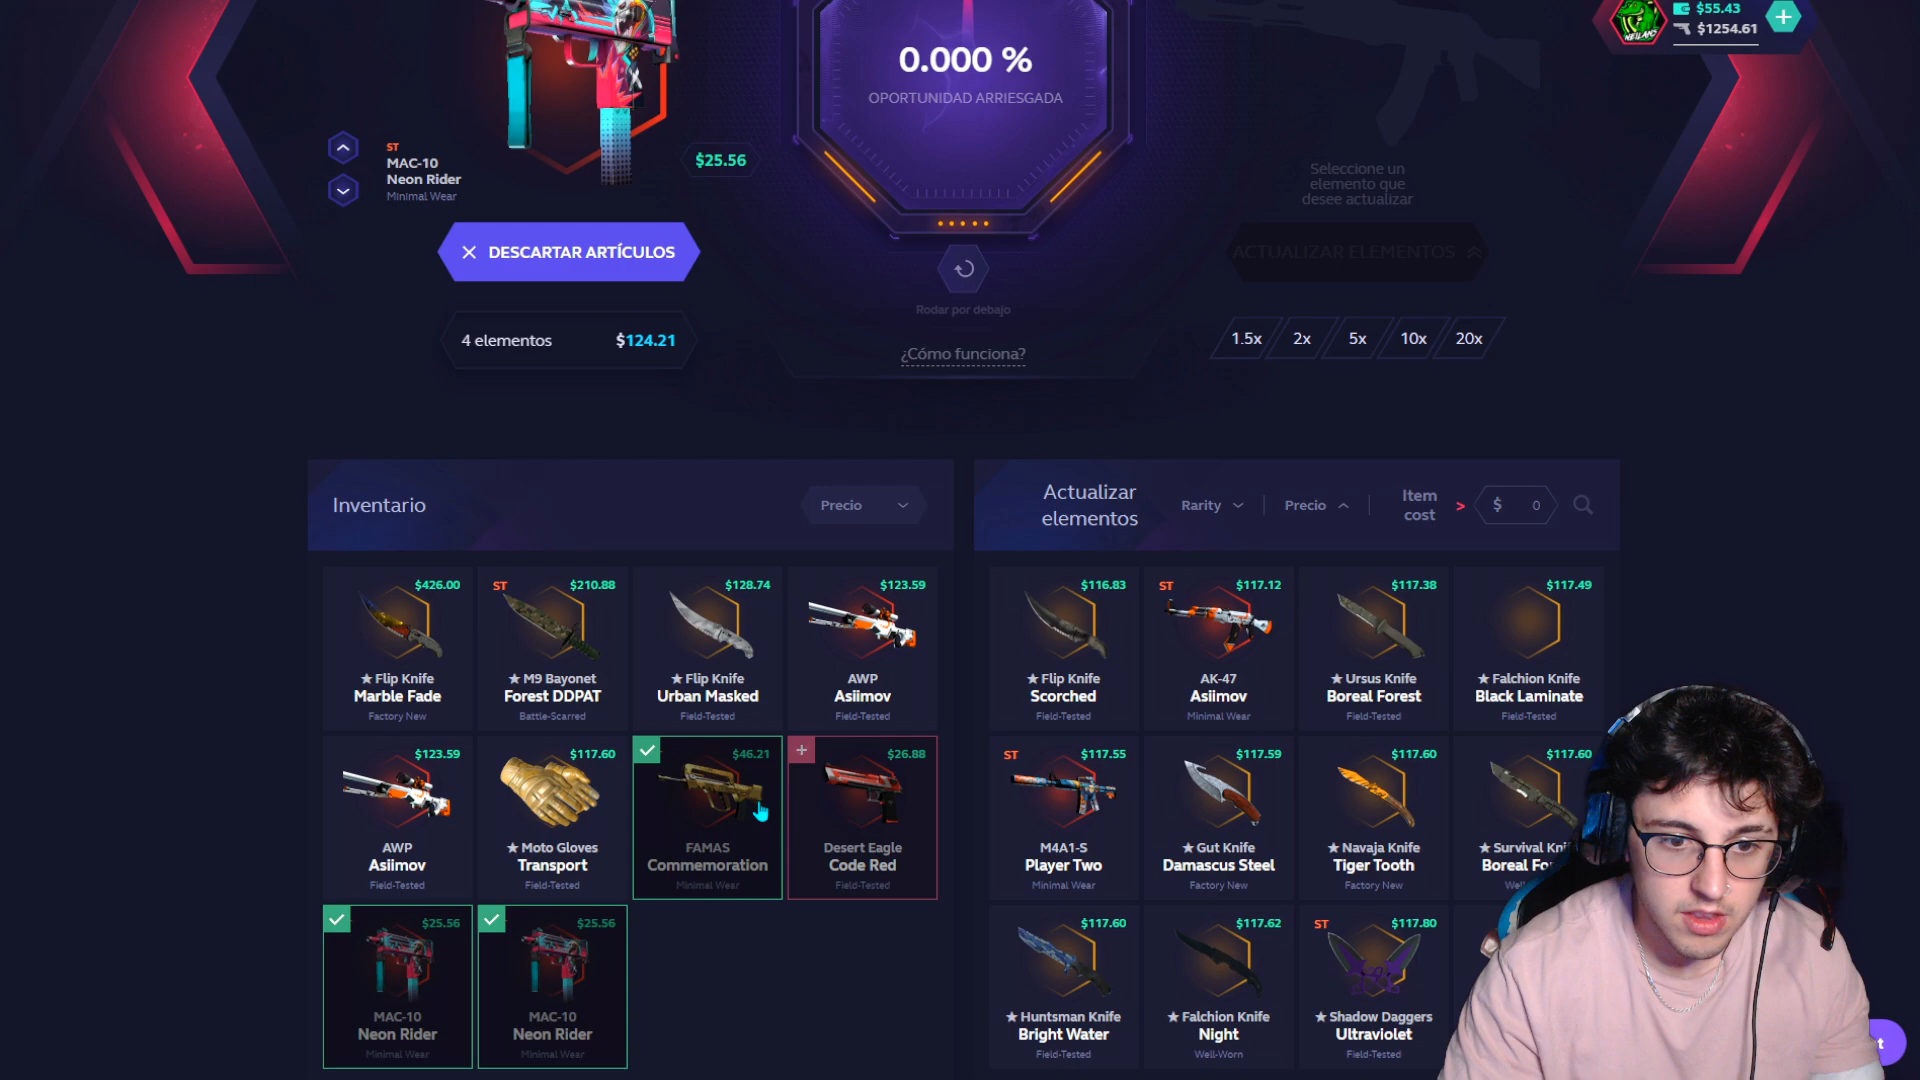 $55.43
$1254.61
0.000 %
OPORTUNIDAD ARRIESGADA
ST
MAC-10
Neon Rider
Minimal Wear
$25.56
Seleccione un
elemento que
desee actualizar
DESCARTAR ARTÍCULOS
ACTUALIZAR ELEMENTOS
Rodar por debajo
4 elementos $124.21
¿Cómo funciona?
1.5x 2x 5x 10x 20x
Inventario
Precio
Actualizar
elementos
Rarity
Precio
Item
cost
> $ 0
$426.00
★ Flip Knife
Marble Fade
Factory New
ST $210.88
★ M9 Bayonet
Forest DDPAT
Battle-Scarred
$128.74
★ Flip Knife
Urban Masked
Field-Tested
$123.59
AWP
Asiimov
Field-Tested
$123.59
AWP
Asiimov
Field-Tested
$117.60
★ Moto Gloves
Transport
Field-Tested
$46.21
FAMAS
Commemoration
Minimal Wear
$26.88
Desert Eagle
Code Red
Field-Tested
$25.56
MAC-10
Neon Rider
Minimal Wear
$25.56
MAC-10
Neon Rider
Minimal Wear
$116.83
★ Flip Knife
Scorched
Field-Tested
ST $117.12
AK-47
Asiimov
Minimal Wear
$117.38
★ Ursus Knife
Boreal Forest
Field-Tested
$117.49
★ Falchion Knife
Black Laminate
Field-Tested
ST $117.55
M4A1-S
Player Two
Minimal Wear
$117.59
★ Gut Knife
Damascus Steel
Factory New
$117.60
★ Navaja Knife
Tiger Tooth
Factory New
$117.60
★ Survival
Boreal
$117.60
★ Huntsman Knife
Bright Water
Field-Tested
$117.62
★ Falchion Knife
Night
Well-Worn
ST $117.80
★ Shadow Daggers
Ultraviolet
Field-Tested